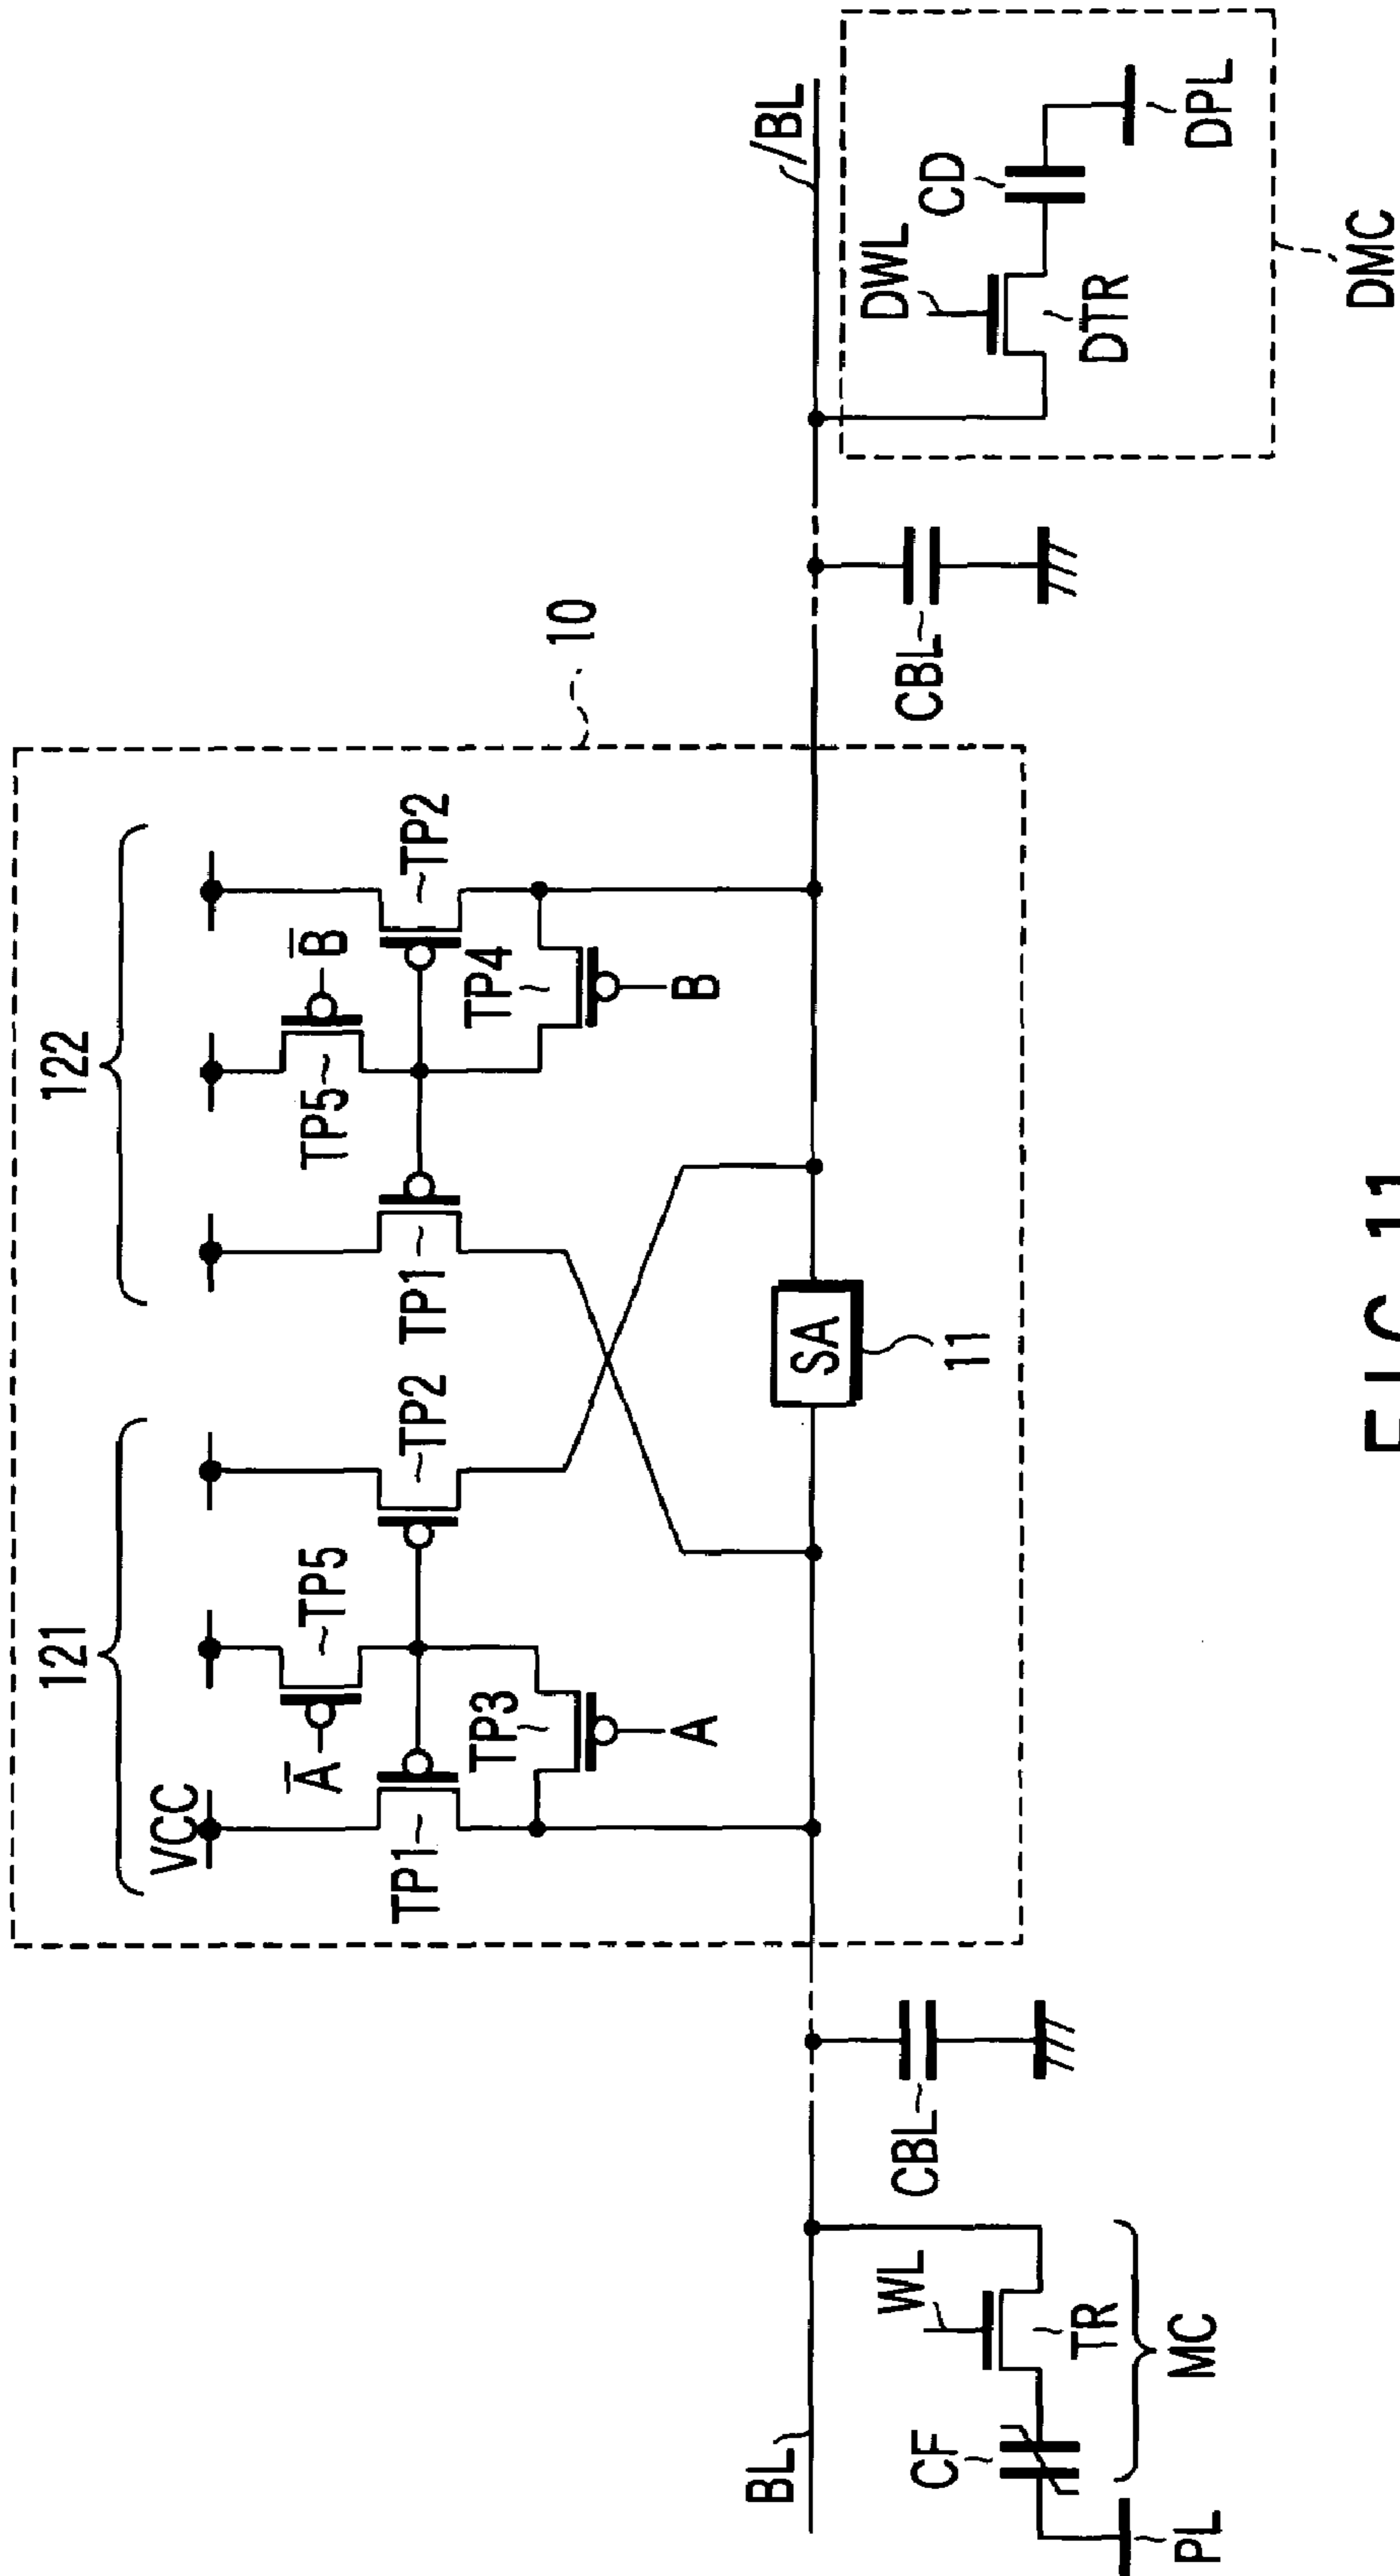 121
122
10
VCC
A̅
TP5
TP5
B̅
TP1
TP2
TP1
TP2
TP3
TP4
A
B
BL
SA
/BL
11
WL
CBL
CBL
DWL
CD
CF
TR
DTR
PL
MC
DPL
DMC
FIG. 11